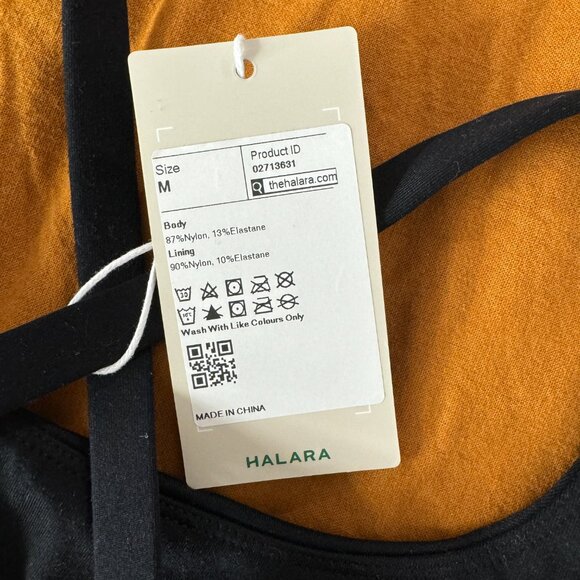 Size
M
Product ID
02713631
thehalara.com
Body
87%Nylon, 13%Elastane
Lining
90%Nylon, 10%Elastane
Wash With Like Colours Only
MADE IN CHINA
HALARA